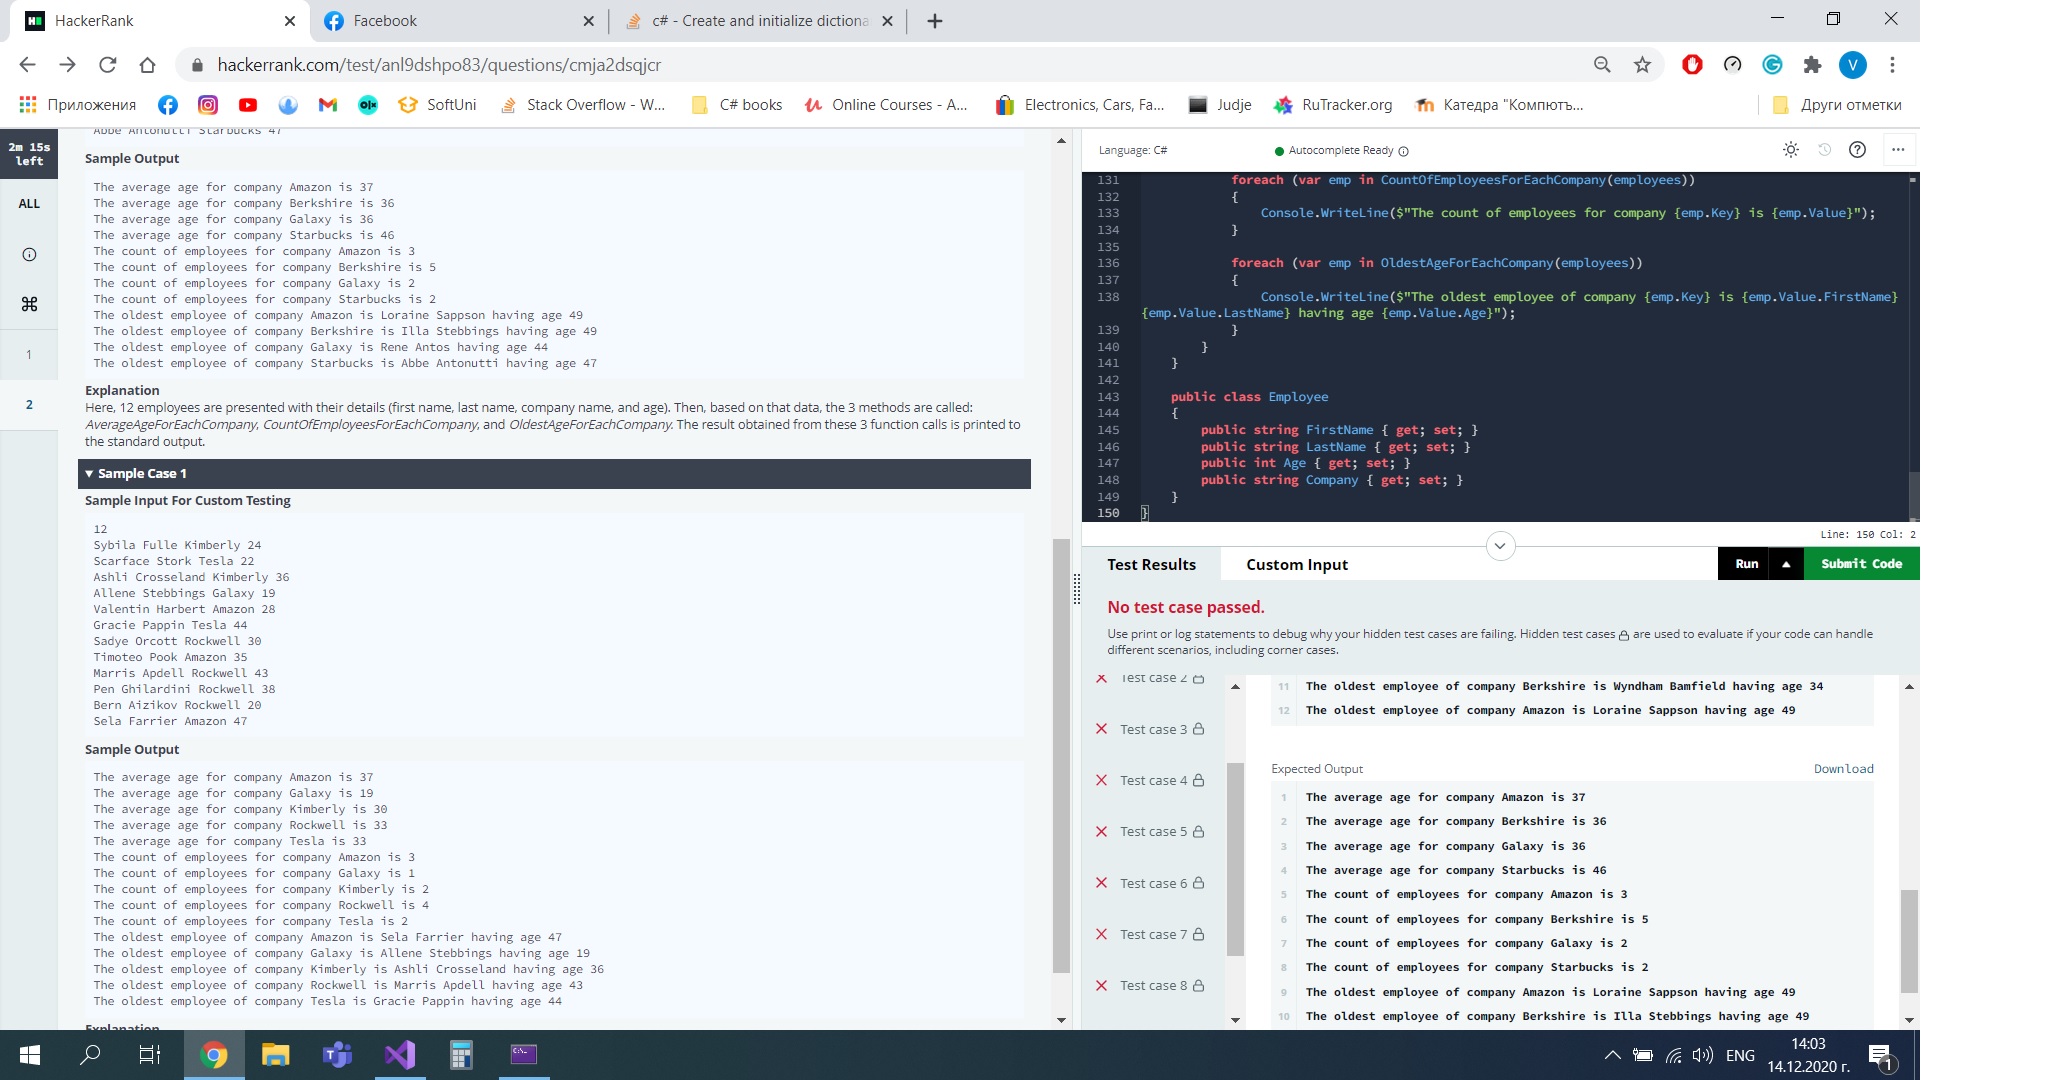 HackerRank
Facebook
c# - Create and initialize dictiona
hackerrank.com/test/anl9dshpo83/questions/cmja2dsqjcr
V
Приложения
SoftUni
Stack Overflow - W...
C# books
Online Courses - A...
Electronics, Cars, Fa...
Judje
RuTracker.org
Катедра "Компютъ...
Други отметки
2m 15s
left
ALL
1
2
Abbe Antonutti Starbucks 47
Sample Output
The average age for company Amazon is 37
The average age for company Berkshire is 36
The average age for company Galaxy is 36
The average age for company Starbucks is 46
The count of employees for company Amazon is 3
The count of employees for company Berkshire is 5
The count of employees for company Galaxy is 2
The count of employees for company Starbucks is 2
The oldest employee of company Amazon is Loraine Sappson having age 49
The oldest employee of company Berkshire is Illa Stebbings having age 49
The oldest employee of company Galaxy is Rene Antos having age 44
The oldest employee of company Starbucks is Abbe Antonutti having age 47
Explanation
Here, 12 employees are presented with their details (first name, last name, company name, and age). Then, based on that data, the 3 methods are called:
AverageAgeForEachCompany, CountOfEmployeesForEachCompany, and OldestAgeForEachCompany. The result obtained from these 3 function calls is printed to
the standard output.
▼ Sample Case 1
Sample Input For Custom Testing
12
Sybila Fulle Kimberly 24
Scarface Stork Tesla 22
Ashli Crosseland Kimberly 36
Allene Stebbings Galaxy 19
Valentin Harbert Amazon 28
Gracie Pappin Tesla 44
Sadye Orcott Rockwell 30
Timoteo Pook Amazon 35
Marris Apdell Rockwell 43
Pen Ghilardini Rockwell 38
Bern Aizikov Rockwell 20
Sela Farrier Amazon 47
Sample Output
The average age for company Amazon is 37
The average age for company Galaxy is 19
The average age for company Kimberly is 30
The average age for company Rockwell is 33
The average age for company Tesla is 33
The count of employees for company Amazon is 3
The count of employees for company Galaxy is 1
The count of employees for company Kimberly is 2
The count of employees for company Rockwell is 4
The count of employees for company Tesla is 2
The oldest employee of company Amazon is Sela Farrier having age 47
The oldest employee of company Galaxy is Allene Stebbings having age 19
The oldest employee of company Kimberly is Ashli Crosseland having age 36
The oldest employee of company Rockwell is Marris Apdell having age 43
The oldest employee of company Tesla is Gracie Pappin having age 44
Explanation
Language: C#
Autocomplete Ready
131 foreach (var emp in CountOfEmployeesForEachCompany(employees))
132 {
133 Console.WriteLine($"The count of employees for company {emp.Key} is {emp.Value}");
134 }
135
136 foreach (var emp in OldestAgeForEachCompany(employees))
137 {
138 Console.WriteLine($"The oldest employee of company {emp.Key} is {emp.Value.FirstName}
{emp.Value.LastName} having age {emp.Value.Age}");
139 }
140 }
141 }
142
143 public class Employee
144 {
145 public string FirstName { get; set; }
146 public string LastName { get; set; }
147 public int Age { get; set; }
148 public string Company { get; set; }
149 }
150 }
Line: 150 Col: 2
Test Results
Custom Input
Run
Submit Code
No test case passed.
Use print or log statements to debug why your hidden test cases are failing. Hidden test cases are used to evaluate if your code can handle
different scenarios, including corner cases.
Test case 2
Test case 3
Test case 4
Test case 5
Test case 6
Test case 7
Test case 8
11 The oldest employee of company Berkshire is Wyndham Bamfield having age 34
12 The oldest employee of company Amazon is Loraine Sappson having age 49
Expected Output
Download
1 The average age for company Amazon is 37
2 The average age for company Berkshire is 36
3 The average age for company Galaxy is 36
4 The average age for company Starbucks is 46
5 The count of employees for company Amazon is 3
6 The count of employees for company Berkshire is 5
7 The count of employees for company Galaxy is 2
8 The count of employees for company Starbucks is 2
9 The oldest employee of company Amazon is Loraine Sappson having age 49
10 The oldest employee of company Berkshire is Illa Stebbings having age 49
ENG
14:03
14.12.2020 г.
1